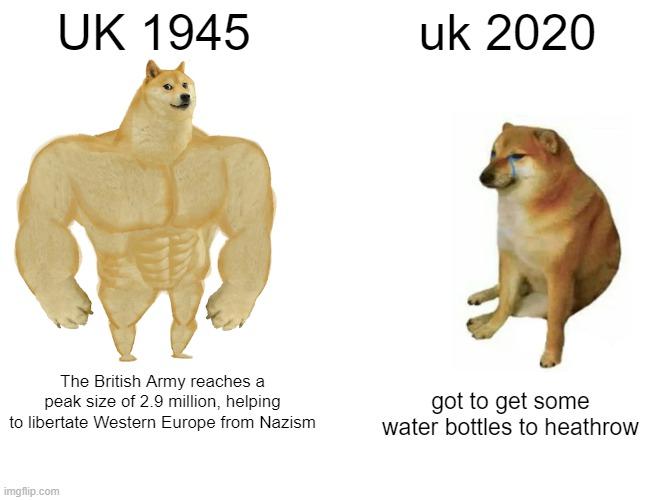 UK 1945
uk 2020
The British Army reaches a
peak size of 2.9 million, helping
to libertate Western Europe from Nazism
got to get some
water bottles to heathrow
imgflip.com